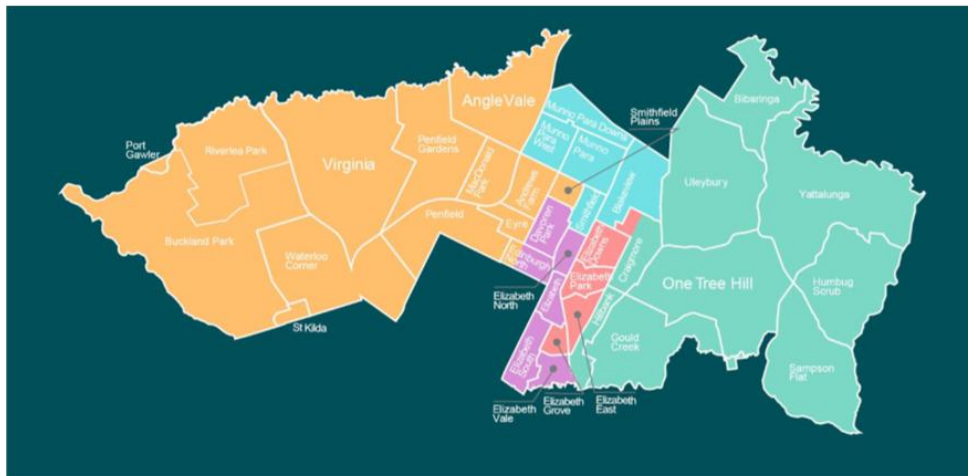 Angle Vale
Bibaringa
Munno Para Downs
Smithfield
Plains
Port
Gawler
Riverlea Park
Virginia
Penfield
Gardens
MacDonald
Park
Munno
Para
West
Munno
Para
Uleybury
Yattalunga
Andrews
Farm
Blakeview
Smithfield
Buckland Park
Penfield
Eyre
Davoren
Park
Elizabeth
Downs
Waterloo
Corner
Edinburgh
North
Elizabeth
Park
Craigmore
One Tree Hill
Humbug
Scrub
Elizabeth
North
Elizabeth
Hillbank
St Kilda
Gould
Creek
Elizabeth
South
Sampson
Flat
Elizabeth
Vale
Elizabeth
Grove
Elizabeth
East